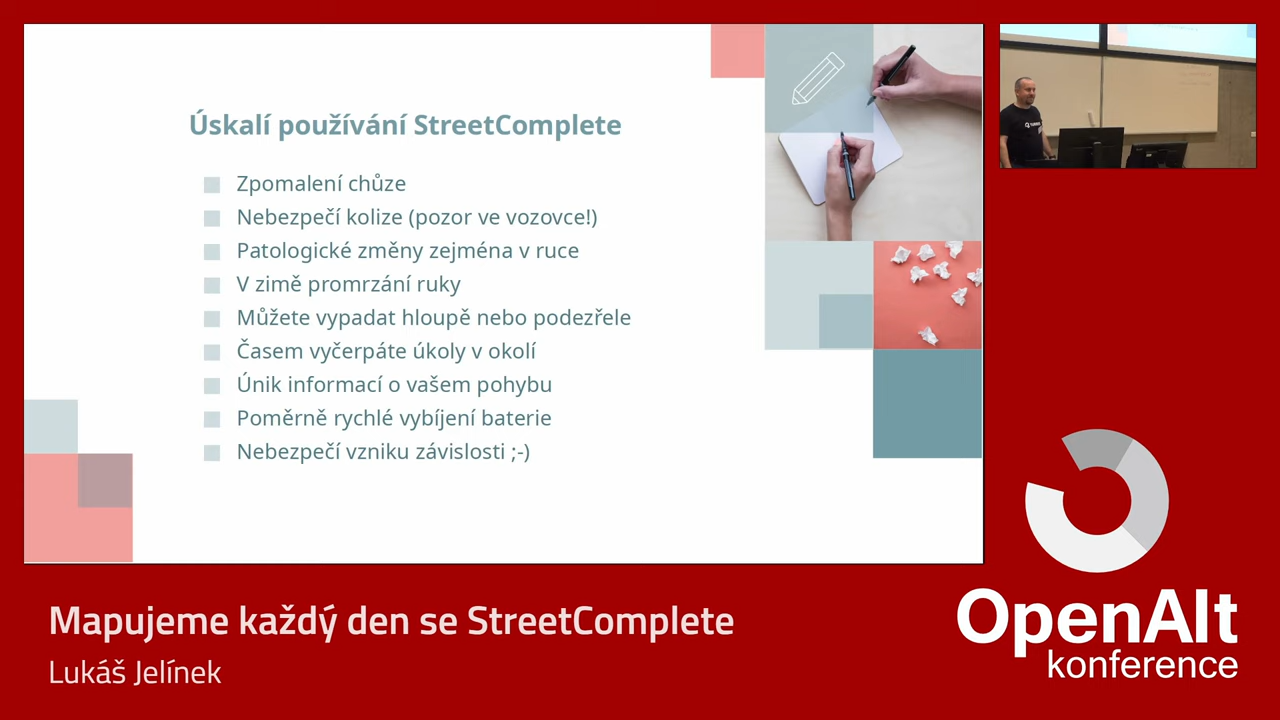 Úskalí používání StreetComplete
Zpomalení chůze
Nebezpečí kolize (pozor ve vozovce!)
Patologické změny zejména v ruce
V zimě promrzání ruky
Můžete vypadat hloupě nebo podezřele
Časem vyčerpáte úkoly v okolí
Únik informací o vašem pohybu
Poměrně rychlé vybíjení baterie
Nebezpečí vzniku závislosti ;-)
Mapujeme každý den se StreetComplete
Lukáš Jelínek
OpenAlt
konference